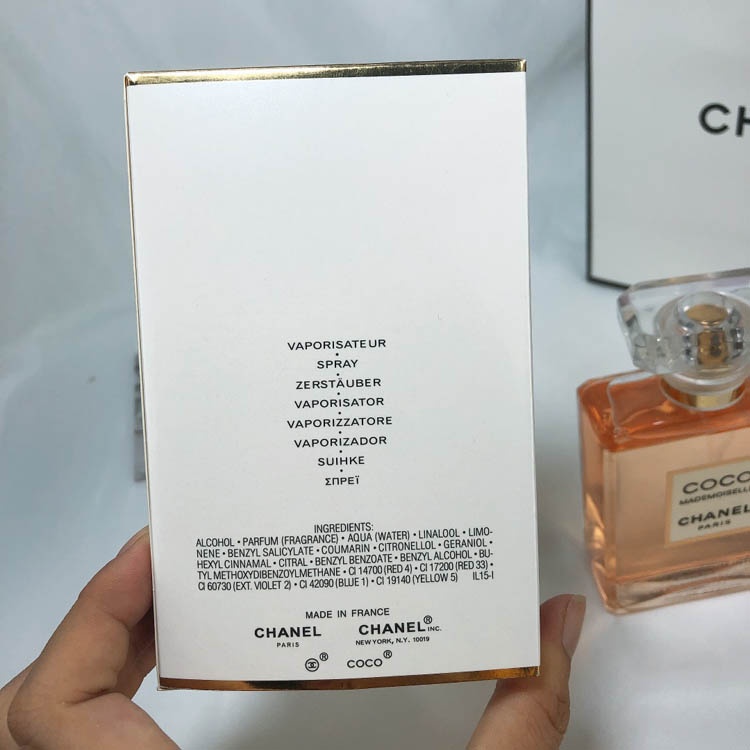 VAPORISATEUR
•
SPRAY
•
ZERSTÄUBER
•
VAPORISATOR
•
VAPORIZZATORE
•
VAPORIZADOR
•
SUIHKE
•
ΣΠΡΕΪ
INGREDIENTS:
ALCOHOL • PARFUM (FRAGRANCE) • AQUA (WATER) • LINALOOL • LIMO-
NENE • BENZYL SALICYLATE • COUMARIN • CITRONELLOL • GERANIOL •
HEXYL CINNAMAL • CITRAL • BENZYL BENZOATE • BENZYL ALCOHOL • BU-
TYL METHOXYDIBENZOYLMETHANE • CI 14700 (RED 4) • CI 17200 (RED 33) •
CI 60730 (EXT. VIOLET 2) • CI 42090 (BLUE 1) • CI 19140 (YELLOW 5) IL15-I
MADE IN FRANCE
CHANEL
PARIS
CHANEL® INC.
NEW YORK, N.Y. 10019
®
COCO®
CH
COCO
MADEMOISELLE
CHANEL
PARIS